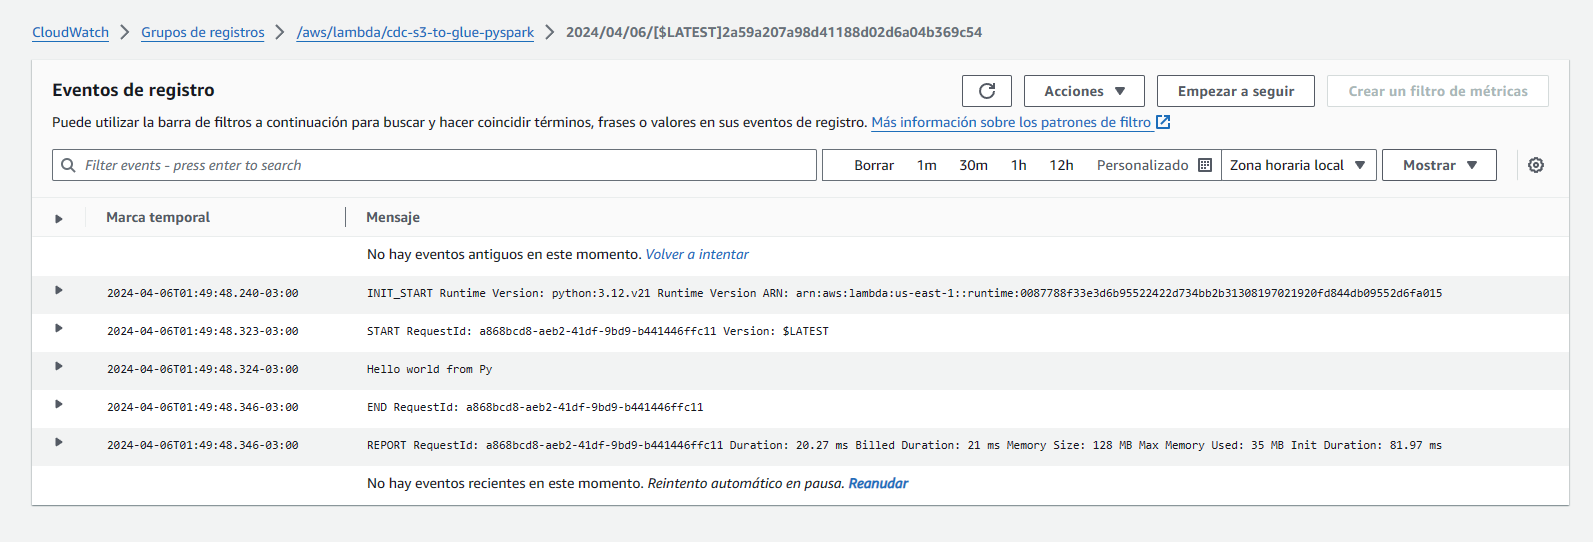 CloudWatch > Grupos de registros > /aws/lambda/cdc-s3-to-glue-pyspark > 2024/04/06/[$LATEST]2a59a207a98d41188d02d6a04b369c54
Eventos de registro Acciones Empezar a seguir Crear un filtro de métricas
Puede utilizar la barra de filtros a continuación para buscar y hacer coincidir términos, frases o valores en sus eventos de registro. Más información sobre los patrones de filtro
Filter events - press enter to search Borrar 1m 30m 1h 12h Personalizado Zona horaria local Mostrar
Marca temporal Mensaje
No hay eventos antiguos en este momento. Volver a intentar
2024-04-06T01:49:48.240-03:00 INIT_START Runtime Version: python:3.12.v21 Runtime Version ARN: arn:aws:lambda:us-east-1::runtime:0087788f33e3d6b95522422d734bb2b31308197021920fd844db09552d6fa015
2024-04-06T01:49:48.323-03:00 START RequestId: a868bcd8-aeb2-41df-9bd9-b441446ffc11 Version: $LATEST
2024-04-06T01:49:48.324-03:00 Hello world from Py
2024-04-06T01:49:48.346-03:00 END RequestId: a868bcd8-aeb2-41df-9bd9-b441446ffc11
2024-04-06T01:49:48.346-03:00 REPORT RequestId: a868bcd8-aeb2-41df-9bd9-b441446ffc11 Duration: 20.27 ms Billed Duration: 21 ms Memory Size: 128 MB Max Memory Used: 35 MB Init Duration: 81.97 ms
No hay eventos recientes en este momento. Reintento automático en pausa. Reanudar